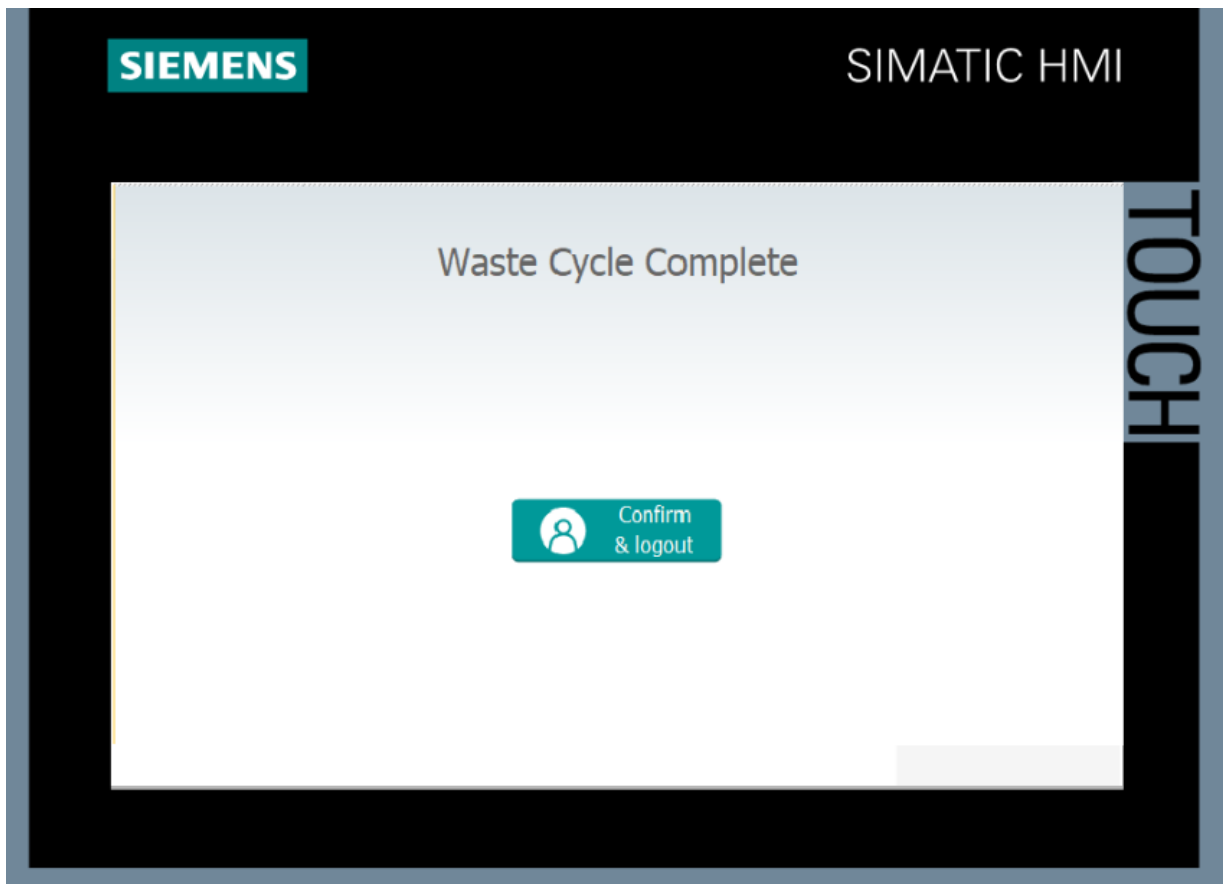 SIEMENS
SIMATIC HMI
TOUCH
Waste Cycle Complete
Confirm
& logout